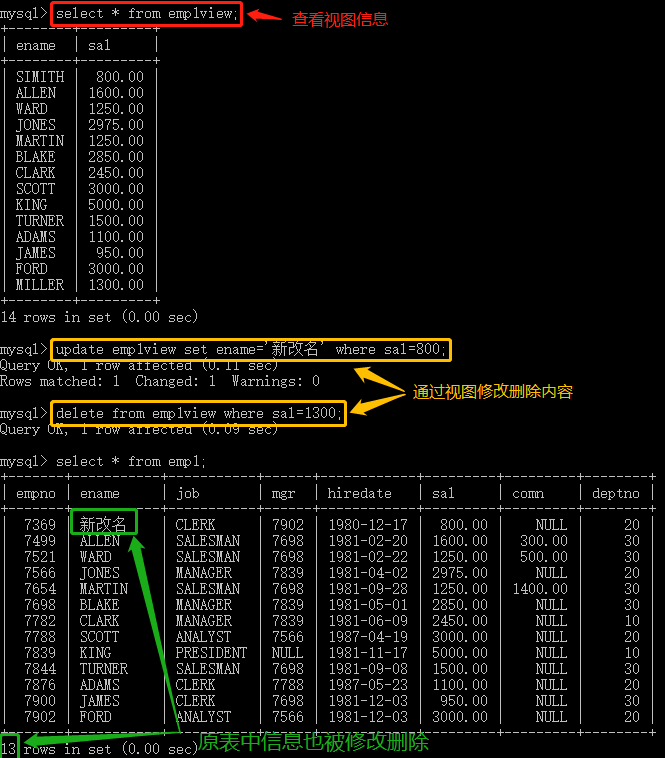 mysql> select * from emplview;
查看视图信息
+--------+---------+
| ename | sal |
+--------+---------+
| SIMITH | 800.00 |
| ALLEN | 1600.00 |
| WARD | 1250.00 |
| JONES | 2975.00 |
| MARTIN | 1250.00 |
| BLAKE | 2850.00 |
| CLARK | 2450.00 |
| SCOTT | 3000.00 |
| KING | 5000.00 |
| TURNER | 1500.00 |
| ADAMS | 1100.00 |
| JAMES | 950.00 |
| FORD | 3000.00 |
| MILLER | 1300.00 |
+--------+---------+
14 rows in set (0.00 sec)
mysql> update emplview set ename='新改名' where sal=800;
Query OK, 1 row affected (0.11 sec)
Rows matched: 1 Changed: 1 Warnings: 0
通过视图修改删除内容
mysql> delete from emplview where sal=1300;
Query OK, 1 row affected (0.09 sec)
mysql> select * from empl;
+-------+--------+-----------+------+------------+---------+---------+--------+
| empno | ename | job | mgr | hiredate | sal | comn | deptno |
+-------+--------+-----------+------+------------+---------+---------+--------+
| 7369 | 新改名 | CLERK | 7902 | 1980-12-17 | 800.00 | NULL | 20 |
| 7499 | ALLEN | SALESMAN | 7698 | 1981-02-20 | 1600.00 | 300.00 | 30 |
| 7521 | WARD | SALESMAN | 7698 | 1981-02-22 | 1250.00 | 500.00 | 30 |
| 7566 | JONES | MANAGER | 7839 | 1981-04-02 | 2975.00 | NULL | 20 |
| 7654 | MARTIN | SALESMAN | 7698 | 1981-09-28 | 1250.00 | 1400.00 | 30 |
| 7698 | BLAKE | MANAGER | 7839 | 1981-05-01 | 2850.00 | NULL | 30 |
| 7782 | CLARK | MANAGER | 7839 | 1981-06-09 | 2450.00 | NULL | 10 |
| 7788 | SCOTT | ANALYST | 7566 | 1987-04-19 | 3000.00 | NULL | 20 |
| 7839 | KING | PRESIDENT | NULL | 1981-11-17 | 5000.00 | NULL | 10 |
| 7844 | TURNER | SALESMAN | 7698 | 1981-09-08 | 1500.00 | NULL | 30 |
| 7876 | ADAMS | CLERK | 7788 | 1987-05-23 | 1100.00 | NULL | 20 |
| 7900 | JAMES | CLERK | 7698 | 1981-12-03 | 950.00 | NULL | 30 |
| 7902 | FORD | ANALYST | 7566 | 1981-12-03 | 3000.00 | NULL | 20 |
+-------+--------+-----------+------+------------+---------+---------+--------+
13 rows in set (0.00 sec)
原表中信息也被修改删除